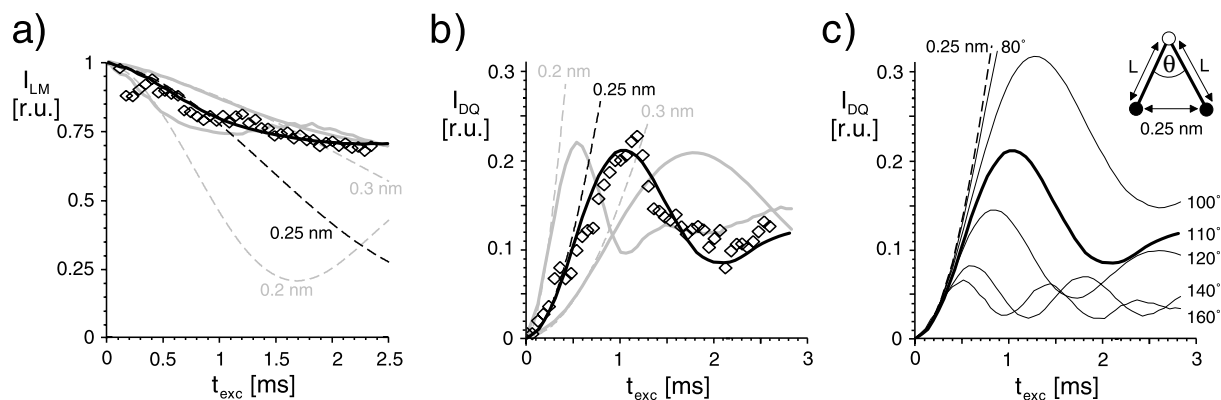 a)
1
I_LM
[r.u.]
0.75
0.5
0.25
0
0.3 nm
0.25 nm
0.2 nm
0
0.5
1
1.5
2
2.5
t_exc [ms]
b)
0.2 nm
0.25 nm
0.3 nm
0.3
I_DQ
[r.u.]
0.2
0.1
0
0
1
2
3
t_exc [ms]
c)
0.25 nm
80°
L
θ
L
0.25 nm
0.3
I_DQ
[r.u.]
0.2
0.1
0
100°
110°
120°
140°
160°
0
1
2
3
t_exc [ms]